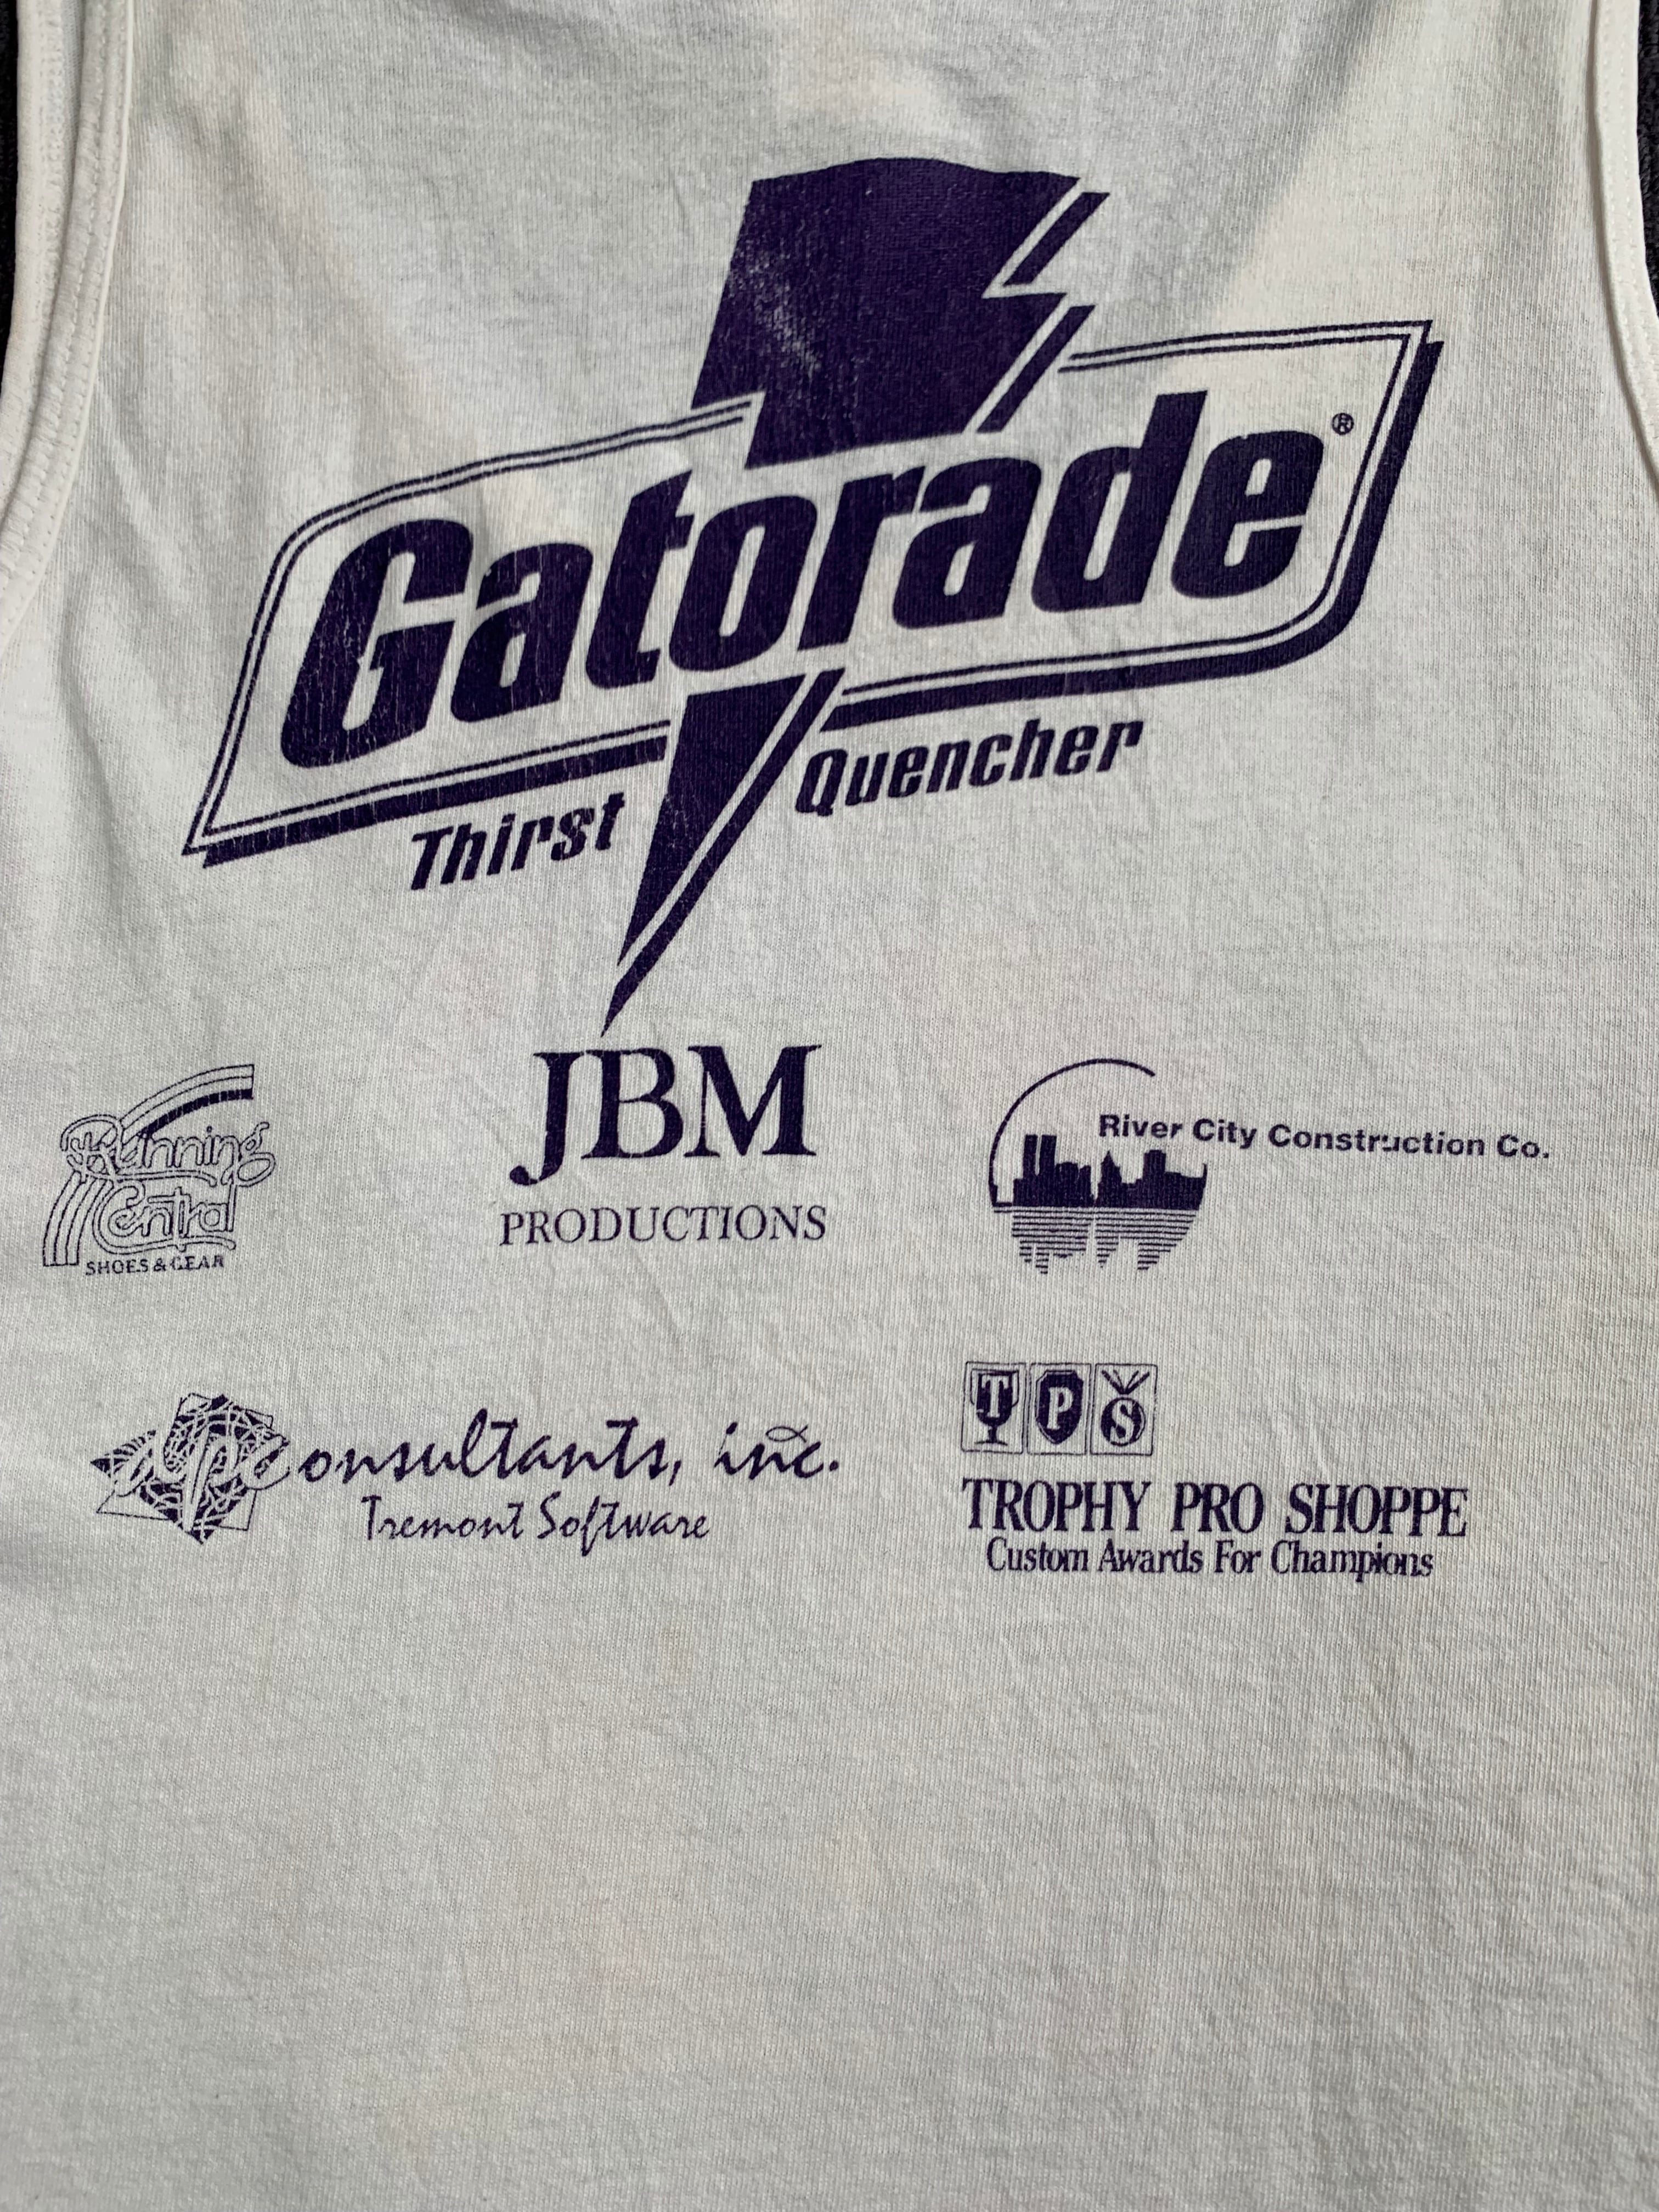 Gatorade®
Thirst Quencher
Running
Central
SHOES & GEAR
JBM
PRODUCTIONS
River City Construction Co.
Consultants, inc.
Tremont Software
T P S
TROPHY PRO SHOPPE
Custom Awards For Champions